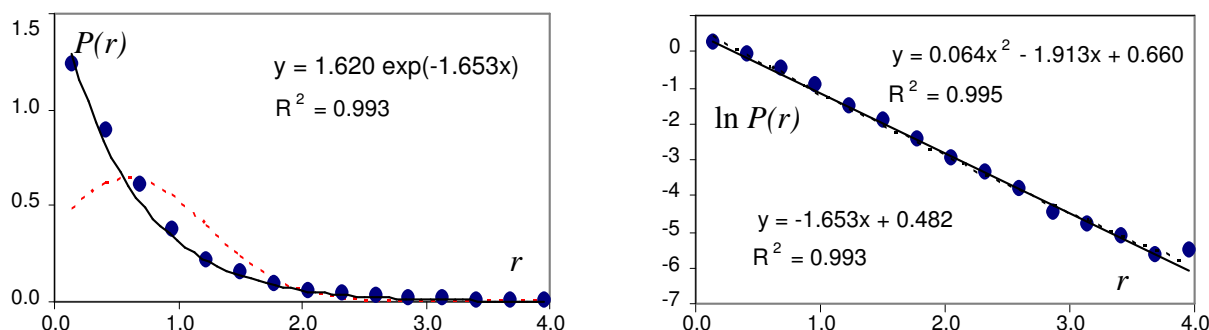 1.5
P(r)
y = 1.620 exp(-1.653x)
R² = 0.993
1.0
0.5
r
0.0
0.0 1.0 2.0 3.0 4.0
0
y = 0.064x² - 1.913x + 0.660
-1
R² = 0.995
-2
ln P(r)
-3
-4
-5
y = -1.653x + 0.482
R² = 0.993
-6
r
-7
0.0 1.0 2.0 3.0 4.0